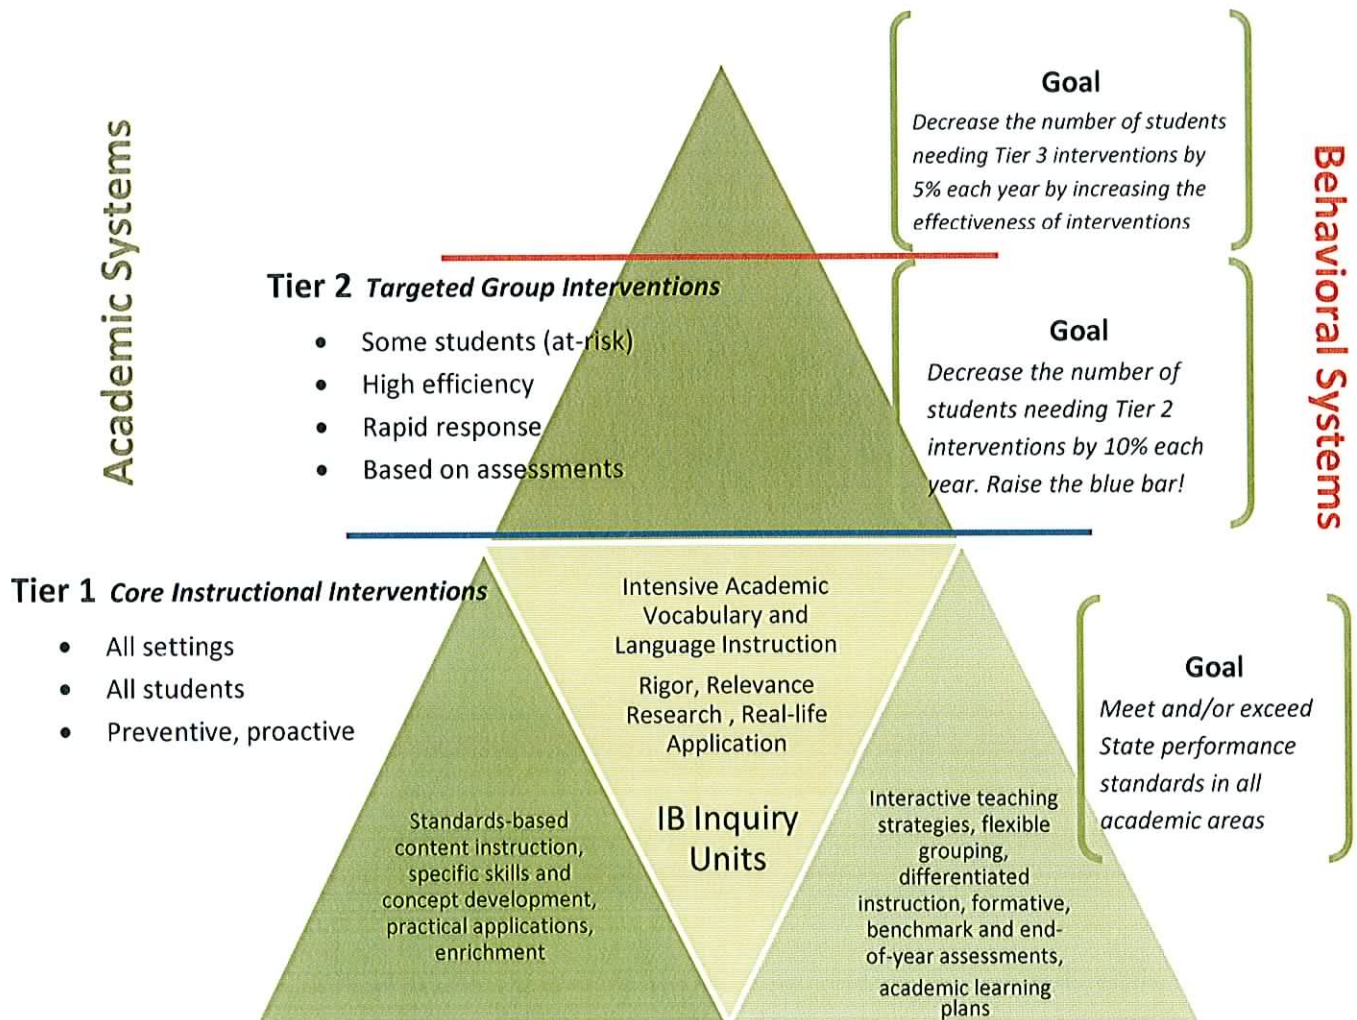 Academic Systems
Goal
Decrease the number of students
needing Tier 3 interventions by
5% each year by increasing the
effectiveness of interventions
Behavioral Systems
Tier 2 Targeted Group Interventions
• Some students (at-risk)
• High efficiency
• Rapid response
• Based on assessments
Goal
Decrease the number of
students needing Tier 2
interventions by 10% each
year. Raise the blue bar!
Tier 1 Core Instructional Interventions
• All settings
• All students
• Preventive, proactive
Intensive Academic
Vocabulary and
Language Instruction
Rigor, Relevance
Research , Real-life
Application
IB Inquiry
Units
Goal
Meet and/or exceed
State performance
standards in all
academic areas
Standards-based
content instruction,
specific skills and
concept development,
practical applications,
enrichment
Interactive teaching
strategies, flexible
grouping,
differentiated
instruction, formative,
benchmark and end-
of-year assessments,
academic learning
plans